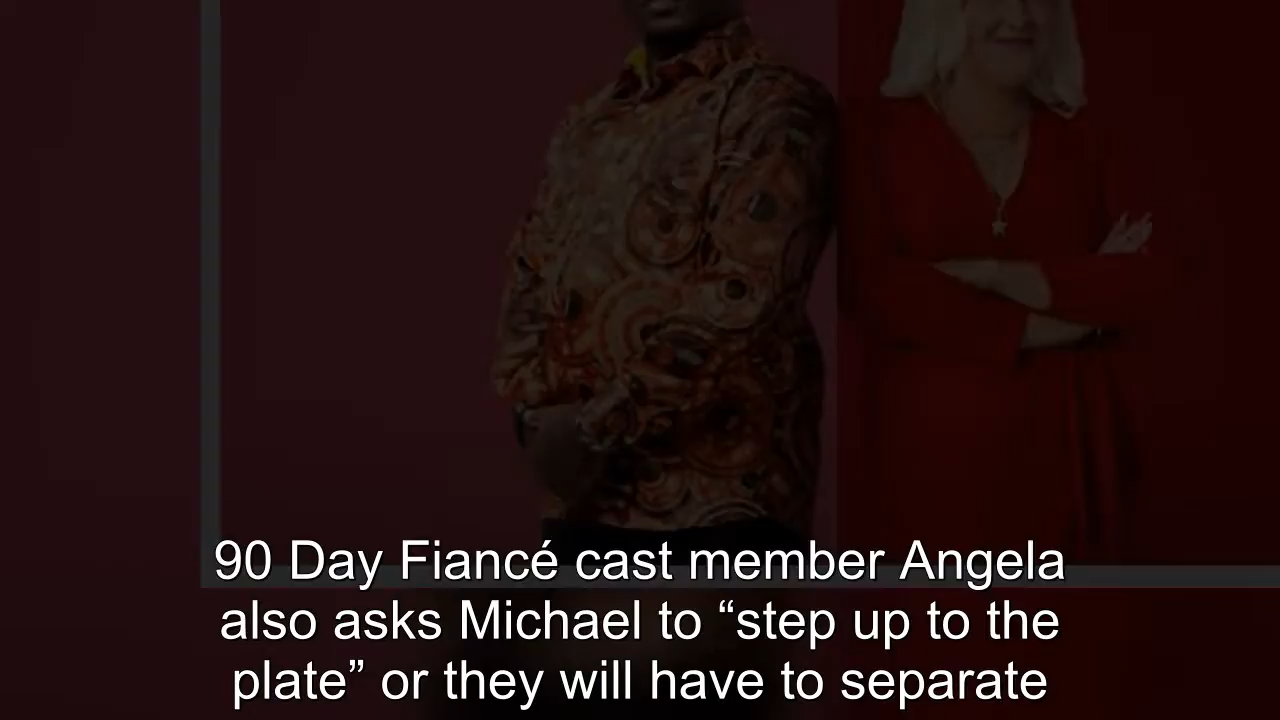 90 Day Fiancé cast member Angela
also asks Michael to “step up to the
plate” or they will have to separate